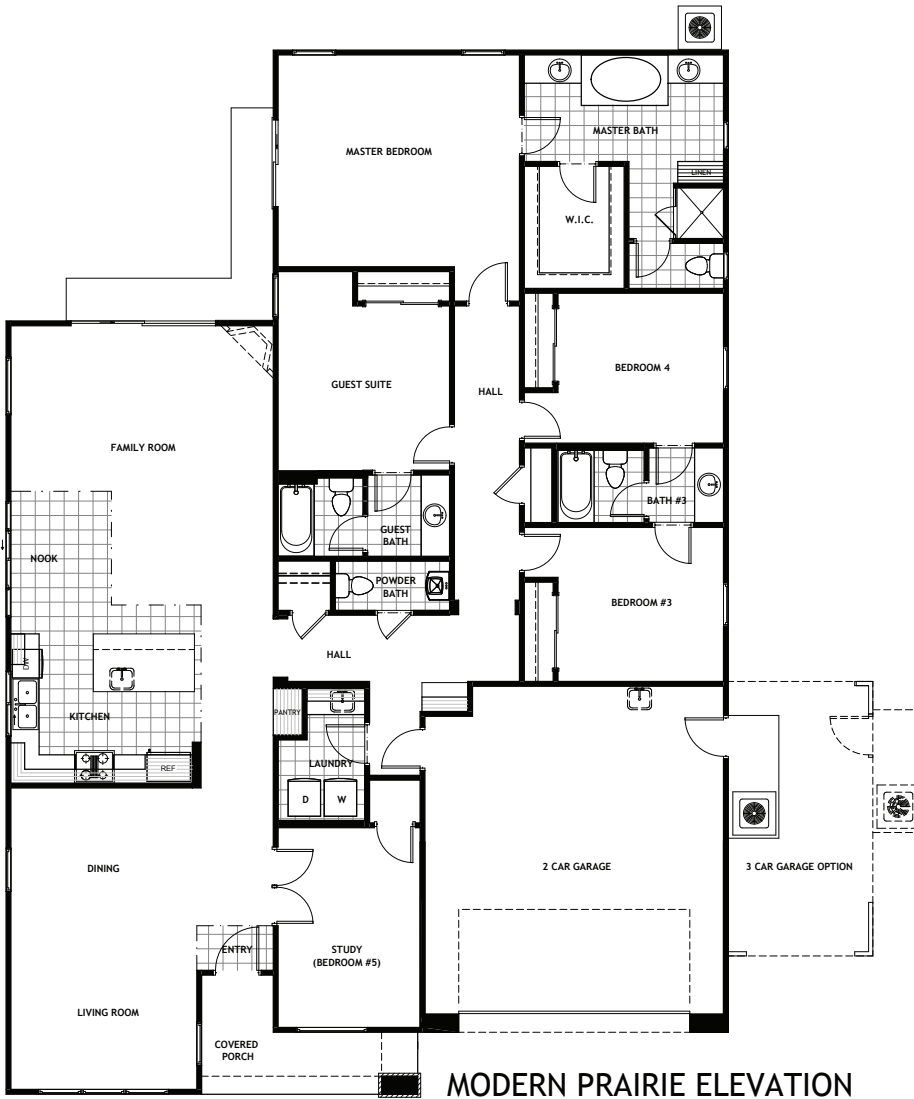 MASTER BATH
MASTER BEDROOM
LINEN
W.I.C.
BEDROOM 4
GUEST SUITE
HALL
FAMILY ROOM
BATH #3
GUEST
BATH
NOOK
POWDER
BATH
BEDROOM #3
HALL
DW
PANTRY
KITCHEN
LAUNDRY
REF
D
W
DINING
2 CAR GARAGE
3 CAR GARAGE OPTION
ENTRY
STUDY
(BEDROOM #5)
LIVING ROOM
COVERED
PORCH
MODERN PRAIRIE ELEVATION